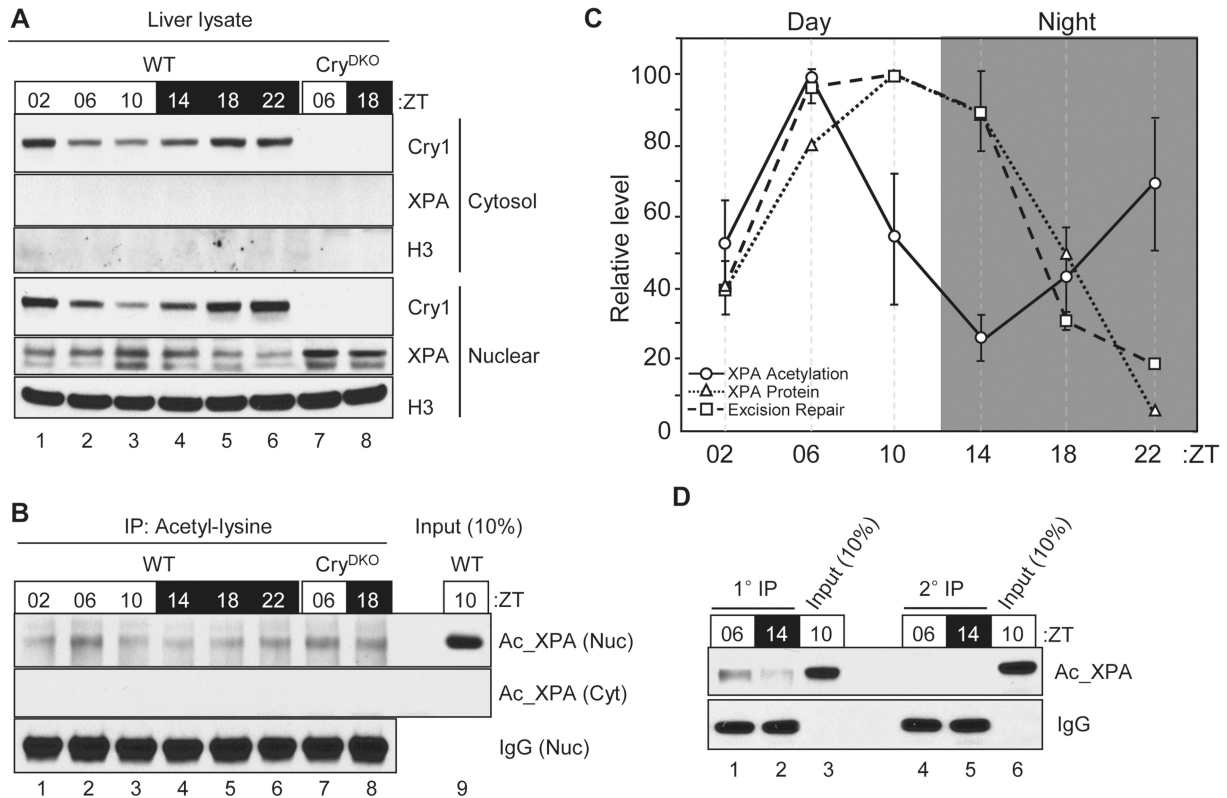 A
Liver lysate
WT CryDKO
02 06 10 14 18 22 06 18 :ZT
Cry1
XPA Cytosol
H3
Cry1
XPA Nuclear
H3
1 2 3 4 5 6 7 8
B
IP: Acetyl-lysine Input (10%)
WT CryDKO WT
02 06 10 14 18 22 06 18 10 :ZT
Ac_XPA (Nuc)
Ac_XPA (Cyt)
IgG (Nuc)
1 2 3 4 5 6 7 8 9
C
Day Night
Relative level
100
80
60
40
20
0
XPA Acetylation
XPA Protein
Excision Repair
02 06 10 14 18 22 :ZT
D
1° IP Input (10%) 2° IP Input (10%)
06 14 10 06 14 10 :ZT
Ac_XPA
IgG
1 2 3 4 5 6